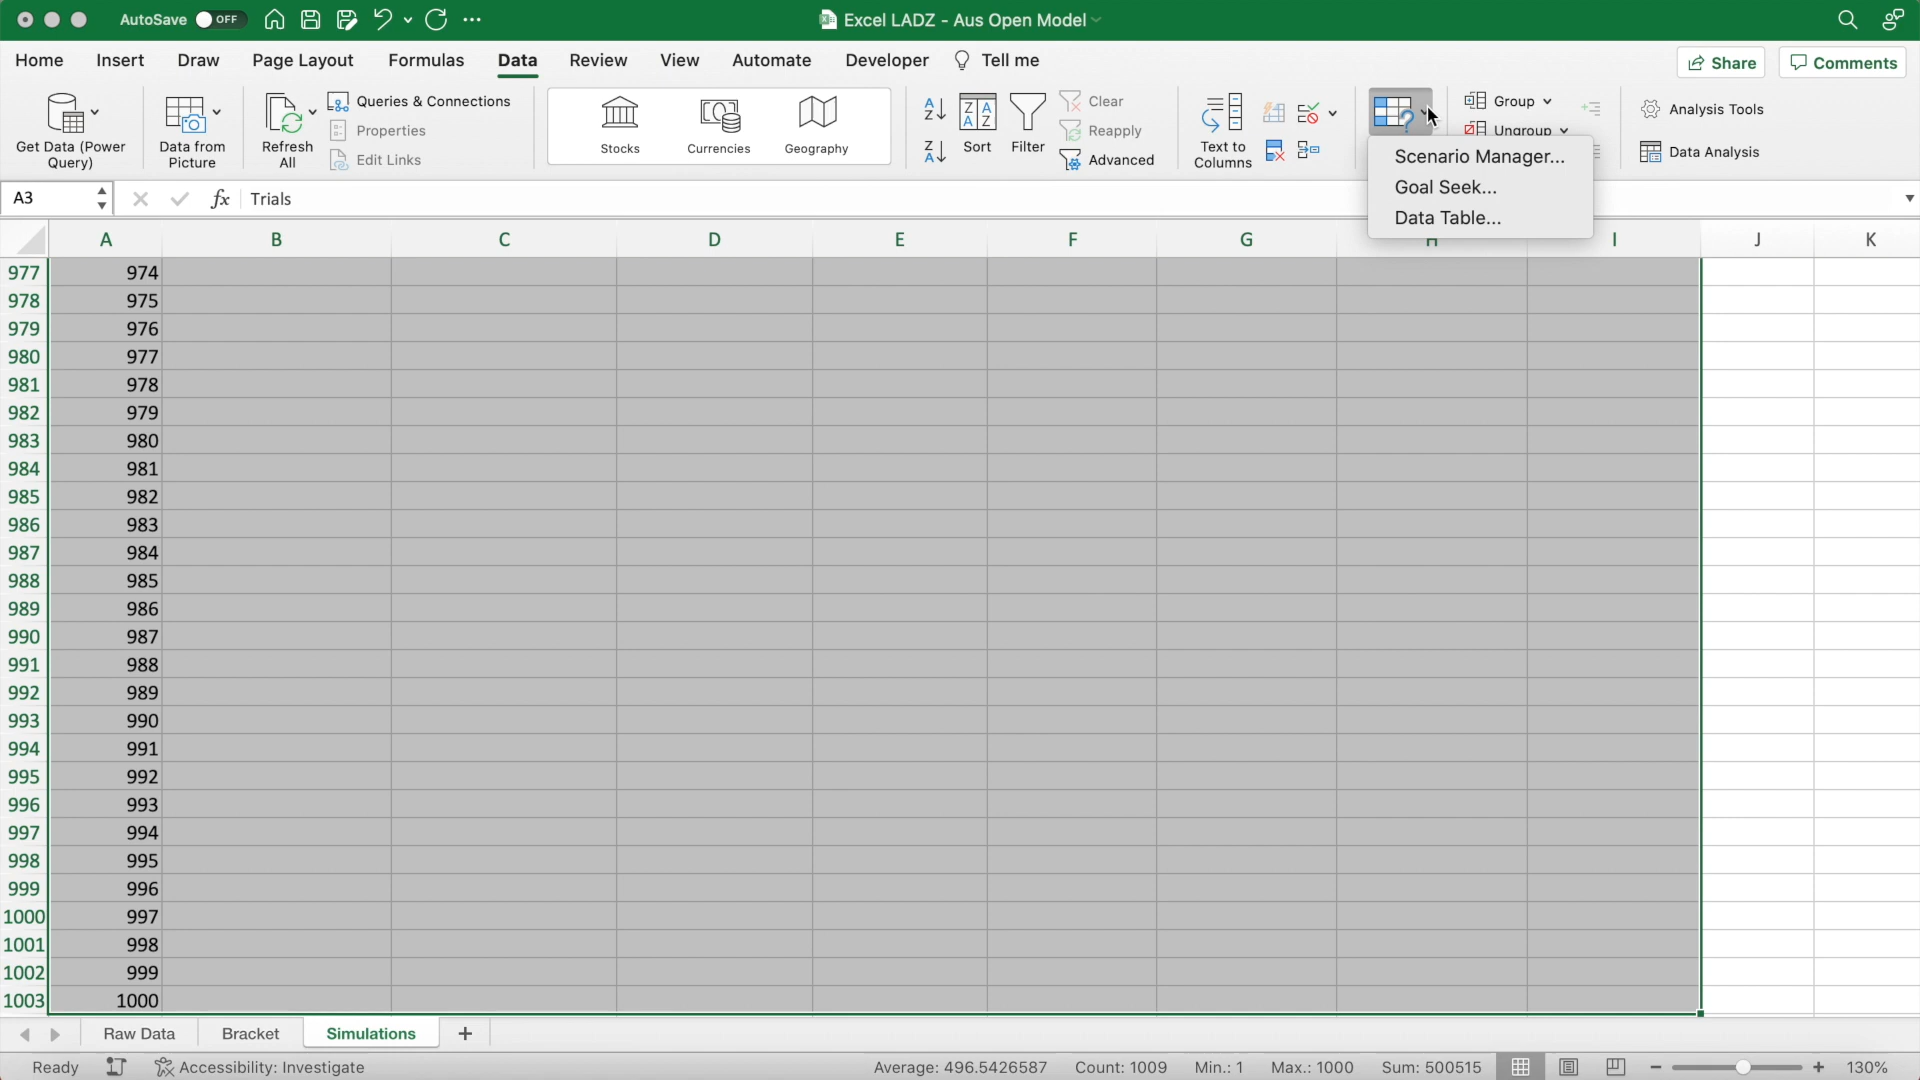 AutoSave OFF
Excel LADZ - Aus Open Model
Home Insert Draw Page Layout Formulas Data Review View Automate Developer Tell me
Share Comments
Get Data (Power Query)
Data from Picture
Refresh All
Queries & Connections
Properties
Edit Links
Stocks
Currencies
Geography
Sort
Filter
Clear
Reapply
Advanced
Text to Columns
Group
Ungroup
Analysis Tools
Data Analysis
Scenario Manager...
Goal Seek...
Data Table...
A3 fx Trials
A B C D E F G H I J K
977 974
978 975
979 976
980 977
981 978
982 979
983 980
984 981
985 982
986 983
987 984
988 985
989 986
990 987
991 988
992 989
993 990
994 991
995 992
996 993
997 994
998 995
999 996
1000 997
1001 998
1002 999
1003 1000
Raw Data Bracket Simulations
Ready Accessibility: Investigate Average: 496.5426587 Count: 1009 Min.: 1 Max.: 1000 Sum: 500515 130%